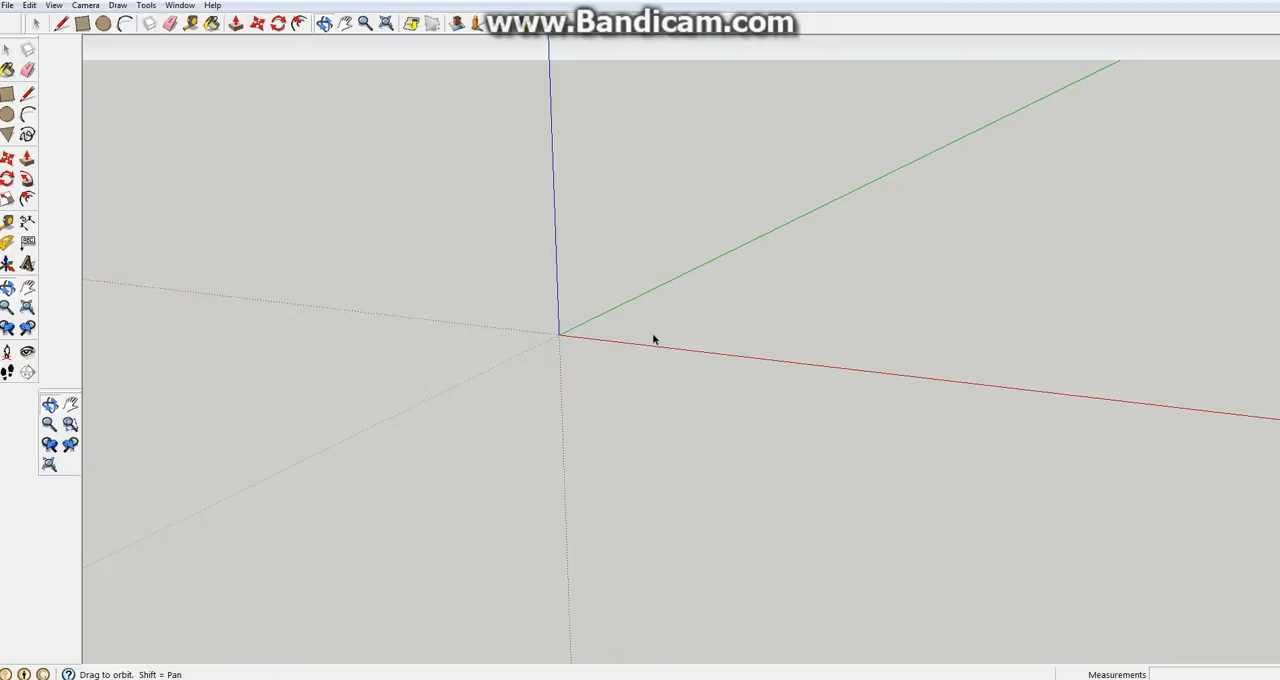 File Edit View Camera Draw Tools Window Help
www.Bandicam.com
Drag to orbit. Shift = Pan
Measurements